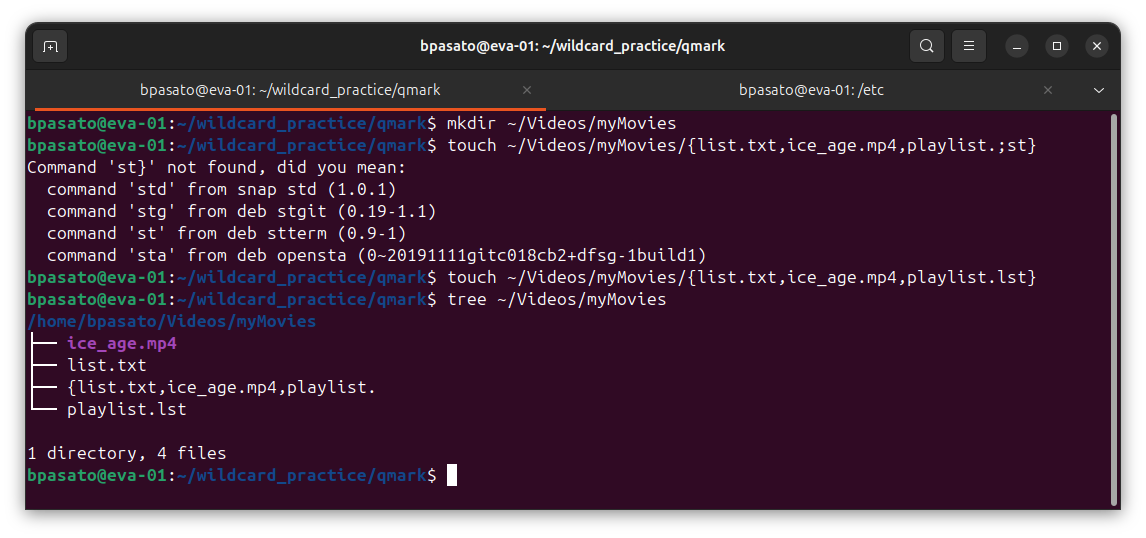 bpasato@eva-01: ~/wildcard_practice/qmark
bpasato@eva-01: ~/wildcard_practice/qmark
bpasato@eva-01: /etc
bpasato@eva-01:~/wildcard_practice/qmark$ mkdir ~/Videos/myMovies
bpasato@eva-01:~/wildcard_practice/qmark$ touch ~/Videos/myMovies/{list.txt,ice_age.mp4,playlist.;st}
Command 'st}' not found, did you mean:
  command 'std' from snap std (1.0.1)
  command 'stg' from deb stgit (0.19-1.1)
  command 'st' from deb stterm (0.9-1)
  command 'sta' from deb opensta (0~20191111gitc018cb2+dfsg-1build1)
bpasato@eva-01:~/wildcard_practice/qmark$ touch ~/Videos/myMovies/{list.txt,ice_age.mp4,playlist.lst}
bpasato@eva-01:~/wildcard_practice/qmark$ tree ~/Videos/myMovies
/home/bpasato/Videos/myMovies
├── ice_age.mp4
├── list.txt
├── {list.txt,ice_age.mp4,playlist.
└── playlist.lst
1 directory, 4 files
bpasato@eva-01:~/wildcard_practice/qmark$